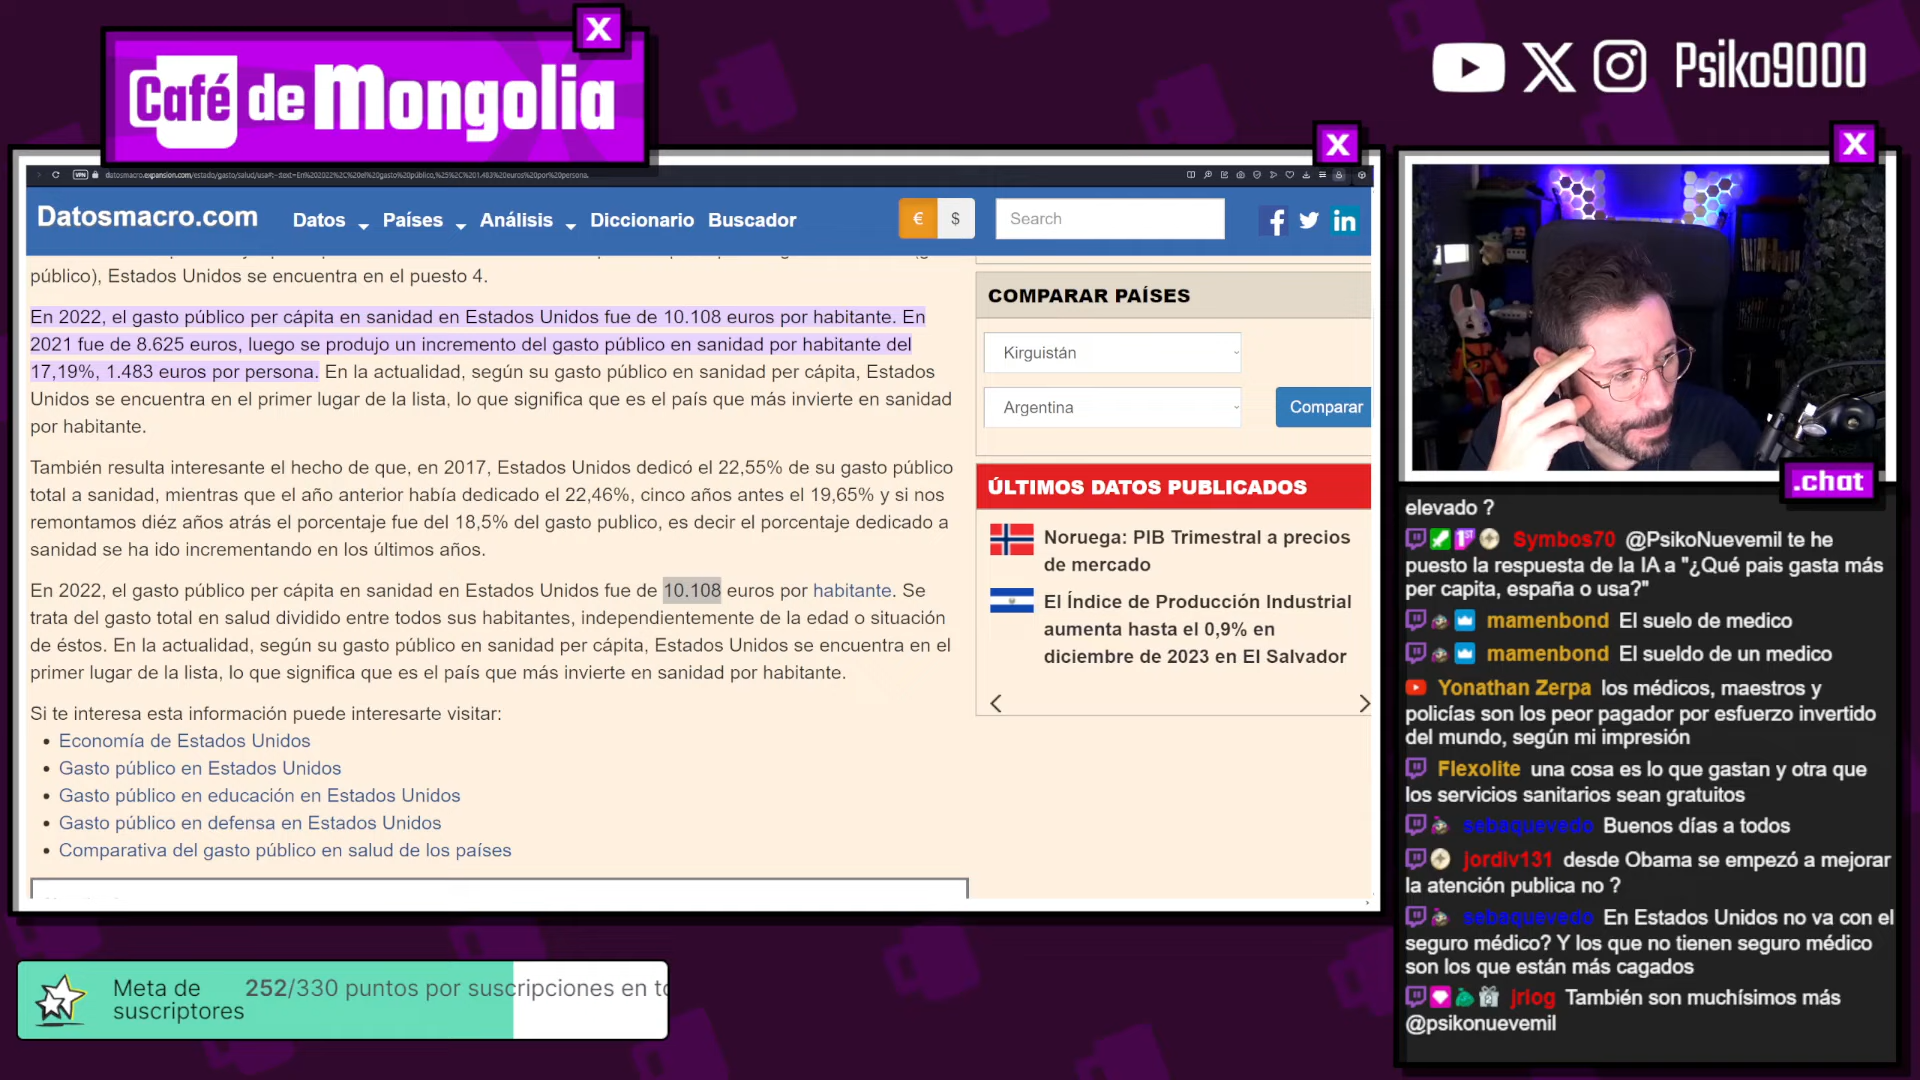 X
Café de Mongolia
Psiko9000
X
X
datosmacro.expansion.com/estado/gasto/salud/usa
Datosmacro.com
Datos
Países
Análisis
Diccionario
Buscador
€
$
Search
público), Estados Unidos se encuentra en el puesto 4.
En 2022, el gasto público per cápita en sanidad en Estados Unidos fue de 10.108 euros por habitante. En
2021 fue de 8.625 euros, luego se produjo un incremento del gasto público en sanidad por habitante del
17,19%, 1.483 euros por persona. En la actualidad, según su gasto público en sanidad per cápita, Estados
Unidos se encuentra en el primer lugar de la lista, lo que significa que es el país que más invierte en sanidad
por habitante.
También resulta interesante el hecho de que, en 2017, Estados Unidos dedicó el 22,55% de su gasto público
total a sanidad, mientras que el año anterior había dedicado el 22,46%, cinco años antes el 19,65% y si nos
remontamos diéz años atrás el porcentaje fue del 18,5% del gasto publico, es decir el porcentaje dedicado a
sanidad se ha ido incrementando en los últimos años.
En 2022, el gasto público per cápita en sanidad en Estados Unidos fue de 10.108 euros por habitante. Se
trata del gasto total en salud dividido entre todos sus habitantes, independientemente de la edad o situación
de éstos. En la actualidad, según su gasto público en sanidad per cápita, Estados Unidos se encuentra en el
primer lugar de la lista, lo que significa que es el país que más invierte en sanidad por habitante.
Si te interesa esta información puede interesarte visitar:
Economía de Estados Unidos
Gasto público en Estados Unidos
Gasto público en educación en Estados Unidos
Gasto público en defensa en Estados Unidos
Comparativa del gasto público en salud de los países
COMPARAR PAÍSES
Kirguistán
Argentina
Comparar
ÚLTIMOS DATOS PUBLICADOS
Noruega: PIB Trimestral a precios
de mercado
El Índice de Producción Industrial
aumenta hasta el 0,9% en
diciembre de 2023 en El Salvador
.chat
elevado ?
Symbos70 @PsikoNuevemil te he
puesto la respuesta de la IA a "¿Qué pais gasta más
per capita, españa o usa?"
mamenbond El suelo de medico
mamenbond El sueldo de un medico
Yonathan Zerpa los médicos, maestros y
policías son los peor pagador por esfuerzo invertido
del mundo, según mi impresión
Flexolite una cosa es lo que gastan y otra que
los servicios sanitarios sean gratuitos
sebaquevedo Buenos días a todos
jordiv131 desde Obama se empezó a mejorar
la atención publica no ?
sebaquevedo En Estados Unidos no va con el
seguro médico? Y los que no tienen seguro médico
son los que están más cagados
jrlog También son muchísimos más
@psikonuevemil
Meta de
suscriptores
252/330 puntos por suscripciones en